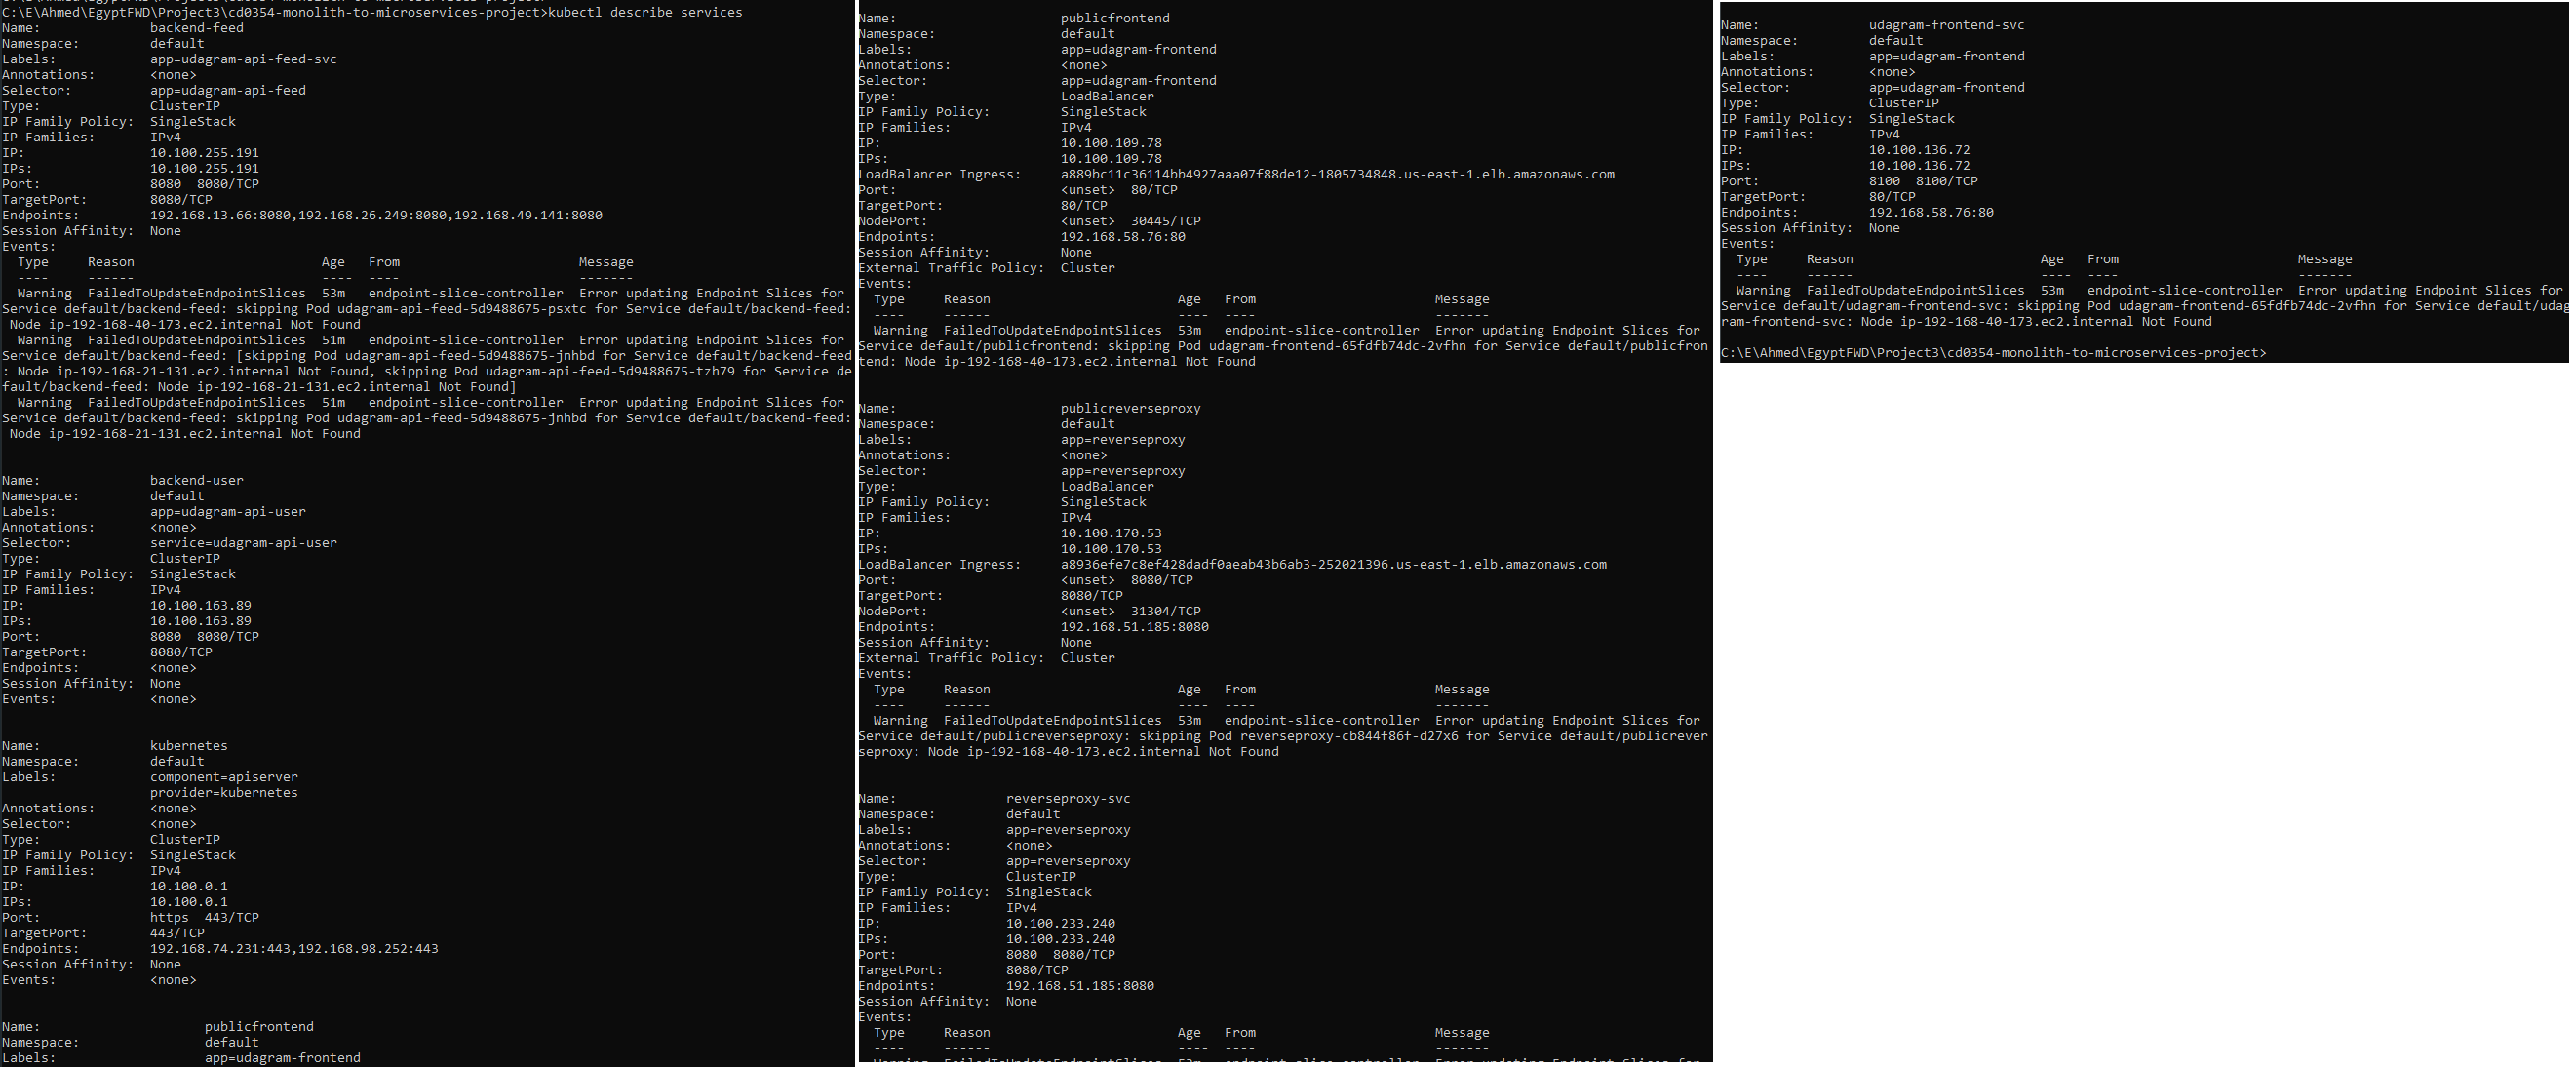 C:\E\Ahmed\EgyptFWD\Project3\cd0354-monolith-to-microservices-project>kubectl describe services
Name:              backend-feed
Namespace:         default
Labels:            app=udagram-api-feed-svc
Annotations:       <none>
Selector:          app=udagram-api-feed
Type:              ClusterIP
IP Family Policy:  SingleStack
IP Families:       IPv4
IP:                10.100.255.191
IPs:               10.100.255.191
Port:              8080  8080/TCP
TargetPort:        8080/TCP
Endpoints:         192.168.13.66:8080,192.168.26.249:8080,192.168.49.141:8080
Session Affinity:  None
Events:
  Type     Reason                        Age   From                       Message
  ----     ------                        ----  ----                       -------
  Warning  FailedToUpdateEndpointSlices  53m   endpoint-slice-controller  Error updating Endpoint Slices for
Service default/backend-feed: skipping Pod udagram-api-feed-5d9488675-psxtc for Service default/backend-feed:
 Node ip-192-168-40-173.ec2.internal Not Found
  Warning  FailedToUpdateEndpointSlices  51m   endpoint-slice-controller  Error updating Endpoint Slices for
Service default/backend-feed: [skipping Pod udagram-api-feed-5d9488675-jnhbd for Service default/backend-feed
: Node ip-192-168-21-131.ec2.internal Not Found, skipping Pod udagram-api-feed-5d9488675-tzh79 for Service de
fault/backend-feed: Node ip-192-168-21-131.ec2.internal Not Found]
  Warning  FailedToUpdateEndpointSlices  51m   endpoint-slice-controller  Error updating Endpoint Slices for
Service default/backend-feed: skipping Pod udagram-api-feed-5d9488675-jnhbd for Service default/backend-feed:
 Node ip-192-168-21-131.ec2.internal Not Found
Name:              backend-user
Namespace:         default
Labels:            app=udagram-api-user
Annotations:       <none>
Selector:          service=udagram-api-user
Type:              ClusterIP
IP Family Policy:  SingleStack
IP Families:       IPv4
IP:                10.100.163.89
IPs:               10.100.163.89
Port:              8080  8080/TCP
TargetPort:        8080/TCP
Endpoints:         <none>
Session Affinity:  None
Events:            <none>
Name:              kubernetes
Namespace:         default
Labels:            component=apiserver
                   provider=kubernetes
Annotations:       <none>
Selector:          <none>
Type:              ClusterIP
IP Family Policy:  SingleStack
IP Families:       IPv4
IP:                10.100.0.1
IPs:               10.100.0.1
Port:              https  443/TCP
TargetPort:        443/TCP
Endpoints:         192.168.74.231:443,192.168.98.252:443
Session Affinity:  None
Events:            <none>
Name:                     publicfrontend
Namespace:                default
Labels:                   app=udagram-frontend
Name:                     publicfrontend
Namespace:                default
Labels:                   app=udagram-frontend
Annotations:              <none>
Selector:                 app=udagram-frontend
Type:                     LoadBalancer
IP Family Policy:         SingleStack
IP Families:              IPv4
IP:                       10.100.109.78
IPs:                      10.100.109.78
LoadBalancer Ingress:     a889bc11c36114bb4927aaa07f88de12-1805734848.us-east-1.elb.amazonaws.com
Port:                     <unset>  80/TCP
TargetPort:               80/TCP
NodePort:                 <unset>  30445/TCP
Endpoints:                192.168.58.76:80
Session Affinity:         None
External Traffic Policy:  Cluster
Events:
  Type     Reason                        Age   From                       Message
  ----     ------                        ----  ----                       -------
  Warning  FailedToUpdateEndpointSlices  53m   endpoint-slice-controller  Error updating Endpoint Slices for
Service default/publicfrontend: skipping Pod udagram-frontend-65fdfb74dc-2vfhn for Service default/publicfron
tend: Node ip-192-168-40-173.ec2.internal Not Found
Name:                     publicreverseproxy
Namespace:                default
Labels:                   app=reverseproxy
Annotations:              <none>
Selector:                 app=reverseproxy
Type:                     LoadBalancer
IP Family Policy:         SingleStack
IP Families:              IPv4
IP:                       10.100.170.53
IPs:                      10.100.170.53
LoadBalancer Ingress:     a8936efe7c8ef428dadf0aeab43b6ab3-252021396.us-east-1.elb.amazonaws.com
Port:                     <unset>  8080/TCP
TargetPort:               8080/TCP
NodePort:                 <unset>  31304/TCP
Endpoints:                192.168.51.185:8080
Session Affinity:         None
External Traffic Policy:  Cluster
Events:
  Type     Reason                        Age   From                       Message
  ----     ------                        ----  ----                       -------
  Warning  FailedToUpdateEndpointSlices  53m   endpoint-slice-controller  Error updating Endpoint Slices for
Service default/publicreverseproxy: skipping Pod reverseproxy-cb844f86f-d27x6 for Service default/publicrever
seproxy: Node ip-192-168-40-173.ec2.internal Not Found
Name:              reverseproxy-svc
Namespace:         default
Labels:            app=reverseproxy
Annotations:       <none>
Selector:          app=reverseproxy
Type:              ClusterIP
IP Family Policy:  SingleStack
IP Families:       IPv4
IP:                10.100.233.240
IPs:               10.100.233.240
Port:              8080  8080/TCP
TargetPort:        8080/TCP
Endpoints:         192.168.51.185:8080
Session Affinity:  None
Events:
  Type     Reason                        Age   From                       Message
  ----     ------                        ----  ----                       -------
Name:              udagram-frontend-svc
Namespace:         default
Labels:            app=udagram-frontend
Annotations:       <none>
Selector:          app=udagram-frontend
Type:              ClusterIP
IP Family Policy:  SingleStack
IP Families:       IPv4
IP:                10.100.136.72
IPs:               10.100.136.72
Port:              8100  8100/TCP
TargetPort:        80/TCP
Endpoints:         192.168.58.76:80
Session Affinity:  None
Events:
  Type     Reason                        Age   From                       Message
  ----     ------                        ----  ----                       -------
  Warning  FailedToUpdateEndpointSlices  53m   endpoint-slice-controller  Error updating Endpoint Slices for
Service default/udagram-frontend-svc: skipping Pod udagram-frontend-65fdfb74dc-2vfhn for Service default/udag
ram-frontend-svc: Node ip-192-168-40-173.ec2.internal Not Found
C:\E\Ahmed\EgyptFWD\Project3\cd0354-monolith-to-microservices-project>